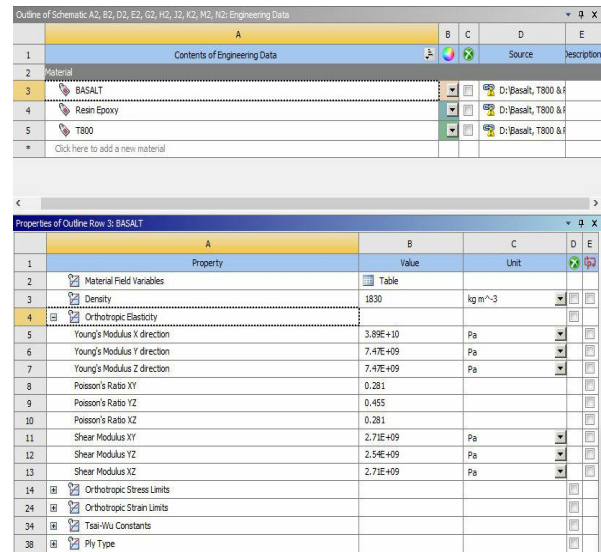 Outline of Schematic A2, B2, D2, E2, G2, H2, J2, K2, M2, N2: Engineering Data
A B C D E
1 Contents of Engineering Data Source Description
2 Material
3 BASALT D:\Basalt, T800 &
4 Resin Epoxy D:\Basalt, T800 &
5 T800 D:\Basalt, T800 &
* Click here to add a new material
Properties of Outline Row 3: BASALT
A B C D E
1 Property Value Unit
2 Material Field Variables Table
3 Density 1830 kg m^-3
4 Orthotropic Elasticity
5 Young's Modulus X direction 3.89E+10 Pa
6 Young's Modulus Y direction 7.47E+09 Pa
7 Young's Modulus Z direction 7.47E+09 Pa
8 Poisson's Ratio XY 0.281
9 Poisson's Ratio YZ 0.455
10 Poisson's Ratio XZ 0.281
11 Shear Modulus XY 2.71E+09 Pa
12 Shear Modulus YZ 2.54E+09 Pa
13 Shear Modulus XZ 2.71E+09 Pa
14 Orthotropic Stress Limits
24 Orthotropic Strain Limits
34 Tsai-Wu Constants
38 Ply Type